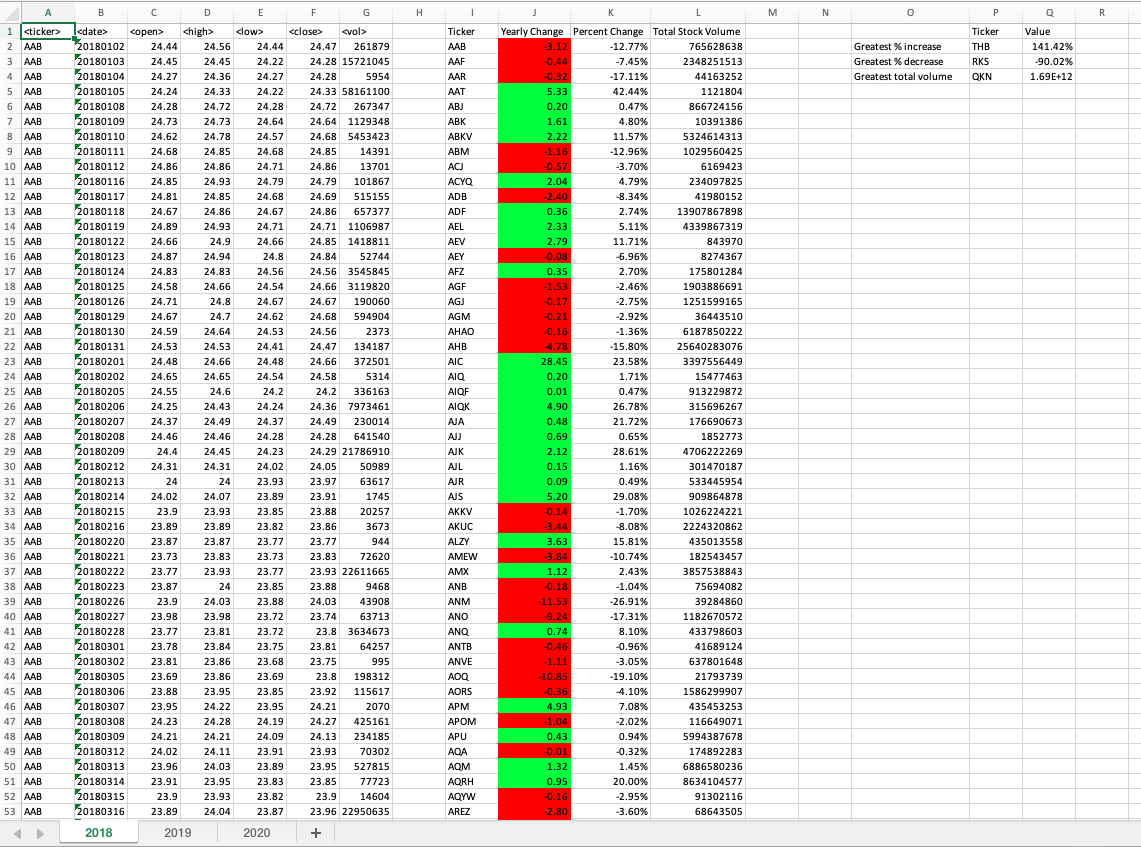 A B C D E F G H I J K L M N O P Q R
1 <ticker> <date> <open> <high> <low> <close> <vol> Ticker Yearly Change Percent Change Total Stock Volume Ticker Value
2 AAB 20180102 24.44 24.56 24.44 24.47 261879 AAB -3.12 -12.77% 765628638 Greatest % increase THB 141.42%
3 AAB 20180103 24.45 24.45 24.22 24.28 15721045 AAF -0.44 -7.45% 2348251513 Greatest % decrease RKS -90.02%
4 AAB 20180104 24.27 24.36 24.27 24.28 5954 AAR -0.32 -17.11% 44163252 Greatest total volume QKN 1.69E+12
5 AAB 20180105 24.24 24.33 24.22 24.33 58161100 AAT 5.33 42.44% 1121804
6 AAB 20180108 24.28 24.72 24.28 24.72 267347 ABJ 0.20 0.47% 866724156
7 AAB 20180109 24.73 24.73 24.64 24.64 1129348 ABK 1.61 4.80% 10391386
8 AAB 20180110 24.62 24.78 24.57 24.68 5453423 ABKV 2.22 11.57% 5324614313
9 AAB 20180111 24.68 24.85 24.68 24.85 14391 ABM -1.16 -12.96% 1029560425
10 AAB 20180112 24.86 24.86 24.71 24.86 13701 ACJ -0.57 -3.70% 6169423
11 AAB 20180116 24.85 24.93 24.79 24.79 101867 ACYQ 2.04 4.79% 234097825
12 AAB 20180117 24.81 24.85 24.68 24.69 515155 ADB -2.40 -8.34% 41980152
13 AAB 20180118 24.67 24.86 24.67 24.86 657377 ADF 0.36 2.74% 13907867898
14 AAB 20180119 24.89 24.93 24.71 24.71 1106987 AEL 2.33 5.11% 4339867319
15 AAB 20180122 24.66 24.9 24.66 24.85 1418811 AEV 2.79 11.71% 843970
16 AAB 20180123 24.87 24.94 24.8 24.84 52744 AEY -0.08 -6.96% 8274367
17 AAB 20180124 24.83 24.83 24.56 24.56 3545845 AFZ 0.35 2.70% 175801284
18 AAB 20180125 24.58 24.66 24.54 24.66 3119820 AGF -1.53 -2.46% 1903886691
19 AAB 20180126 24.71 24.8 24.67 24.67 190060 AGJ -0.17 -2.75% 1251599165
20 AAB 20180129 24.67 24.7 24.62 24.68 594904 AGM -0.21 -2.92% 36443510
21 AAB 20180130 24.59 24.64 24.53 24.56 2373 AHAO -0.16 -1.36% 6187850222
22 AAB 20180131 24.53 24.53 24.41 24.47 134187 AHB -4.78 -15.80% 25640283076
23 AAB 20180201 24.48 24.66 24.48 24.66 372501 AIC 28.45 23.58% 3397556449
24 AAB 20180202 24.65 24.65 24.54 24.58 5314 AIQ 0.20 1.71% 15477463
25 AAB 20180205 24.55 24.6 24.2 24.2 336163 AIQF 0.01 0.47% 913229872
26 AAB 20180206 24.25 24.43 24.24 24.36 7973461 AIQK 4.90 26.78% 315696267
27 AAB 20180207 24.37 24.49 24.37 24.49 230014 AJA 0.48 21.72% 176690673
28 AAB 20180208 24.46 24.46 24.28 24.28 641540 AJJ 0.69 0.65% 1852773
29 AAB 20180209 24.4 24.45 24.23 24.29 21786910 AJK 2.12 28.61% 4706222269
30 AAB 20180212 24.31 24.31 24.02 24.05 50989 AJL 0.15 1.16% 301470187
31 AAB 20180213 24 24 23.93 23.97 63617 AJR 0.09 0.49% 533445954
32 AAB 20180214 24.02 24.07 23.89 23.91 1745 AJS 5.20 29.08% 909864878
33 AAB 20180215 23.9 23.93 23.85 23.88 20257 AKKV -0.14 -1.70% 1026224221
34 AAB 20180216 23.89 23.89 23.82 23.86 3673 AKUC -3.44 -8.08% 2224320862
35 AAB 20180220 23.87 23.87 23.77 23.77 944 ALZY 3.63 15.81% 435013558
36 AAB 20180221 23.73 23.83 23.73 23.83 72620 AMEW -3.84 -10.74% 182543457
37 AAB 20180222 23.77 23.93 23.77 23.93 22611665 AMX 1.12 2.43% 3857538843
38 AAB 20180223 23.87 24 23.85 23.88 9468 ANB -0.18 -1.04% 75694082
39 AAB 20180226 23.9 24.03 23.88 24.03 43908 ANM -11.53 -26.91% 39284860
40 AAB 20180227 23.98 23.98 23.72 23.74 63713 ANO -9.24 -17.31% 1182670572
41 AAB 20180228 23.77 23.81 23.72 23.8 3634673 ANQ 0.74 8.10% 433798603
42 AAB 20180301 23.78 23.84 23.75 23.81 64257 ANTB -0.46 -0.96% 41689124
43 AAB 20180302 23.81 23.86 23.68 23.75 995 ANVE -1.11 -3.05% 637801648
44 AAB 20180305 23.69 23.86 23.69 23.8 198312 AOQ -10.85 -19.10% 21793739
45 AAB 20180306 23.88 23.95 23.85 23.92 115617 AORS -0.36 -4.10% 1586299907
46 AAB 20180307 23.95 24.22 23.95 24.21 2070 APM 4.93 7.08% 435453253
47 AAB 20180308 24.23 24.28 24.19 24.27 425161 APOM -1.04 -2.02% 116649071
48 AAB 20180309 24.21 24.21 24.09 24.13 234185 APU 0.43 0.94% 5994387678
49 AAB 20180312 24.02 24.11 23.91 23.93 70302 AQA -0.01 -0.32% 174892283
50 AAB 20180313 23.96 24.03 23.89 23.95 527815 AQM 1.32 1.45% 6886580236
51 AAB 20180314 23.91 23.95 23.83 23.85 77723 AQRH 0.95 20.00% 8634104577
52 AAB 20180315 23.9 23.93 23.82 23.9 14604 AQYW -0.16 -2.95% 91302116
53 AAB 20180316 23.89 24.04 23.87 23.96 22950635 AREZ -2.80 -3.60% 68643505
2018 2019 2020 +